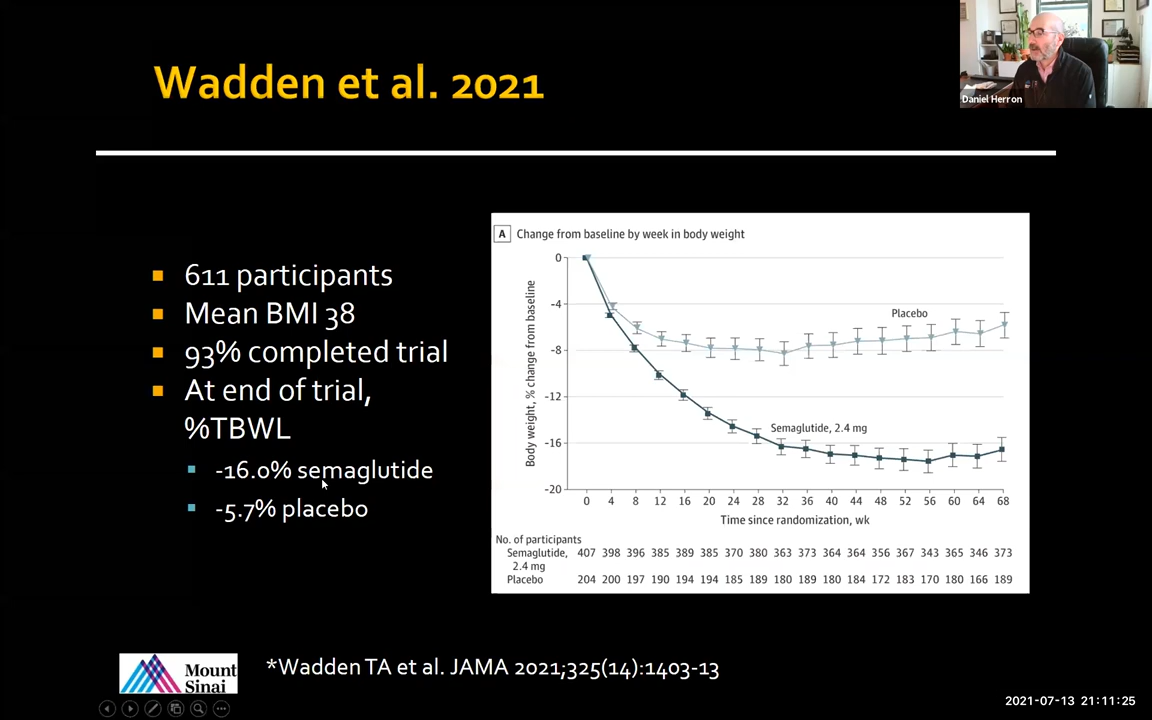 Wadden et al. 2021
Daniel Herron
611 participants
Mean BMI 38
93% completed trial
At end of trial,
%TBWL
-16.0% semaglutide
-5.7% placebo
A Change from baseline by week in body weight
Body weight, % change from baseline
0
-4
-8
-12
-16
-20
Placebo
Semaglutide, 2.4 mg
0 4 8 12 16 20 24 28 32 36 40 44 48 52 56 60 64 68
Time since randomization, wk
No. of participants
Semaglutide, 407 398 396 385 389 385 370 380 363 373 364 364 356 367 343 365 346 373
2.4 mg
Placebo 204 200 197 190 194 194 185 189 180 189 180 184 172 183 170 180 166 189
Mount
Sinai
*Wadden TA et al. JAMA 2021;325(14):1403-13
2021-07-13 21:11:25